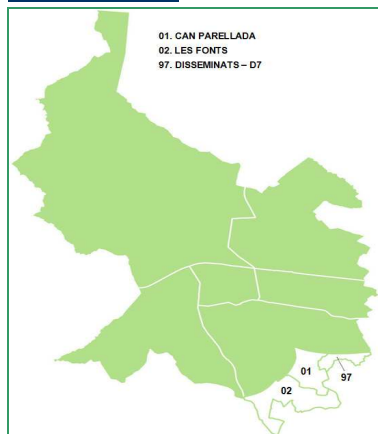 01. CAN PARELLADA
02. LES FONTS
97. DISSEMINATS – D7
01
97
02